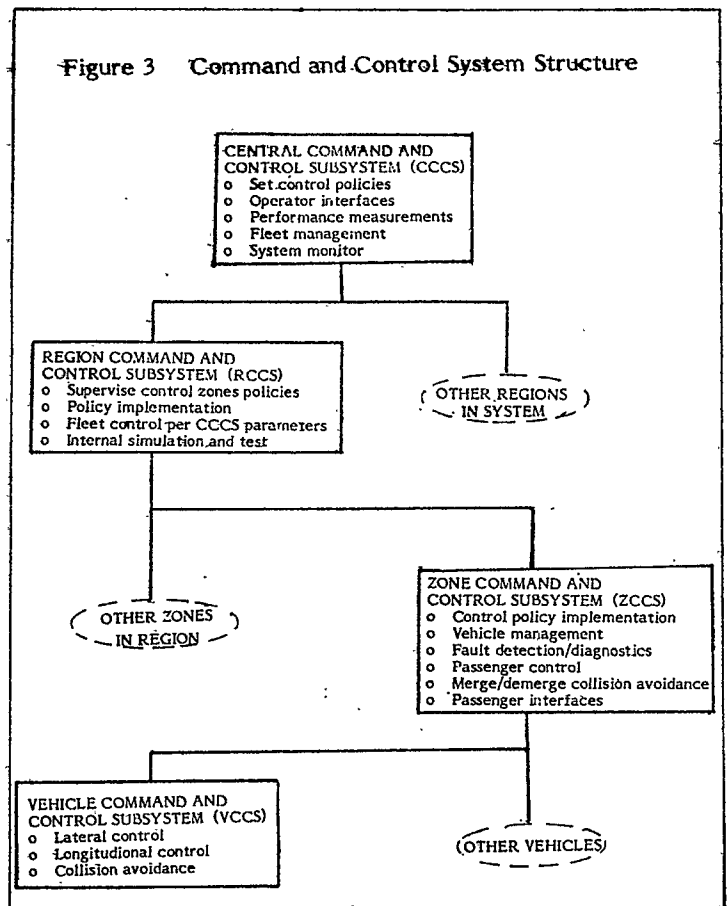 Figure 3 Command and Control System Structure
CENTRAL COMMAND AND
CONTROL SUBSYSTEM (CCCS)
o Set control policies
o Operator interfaces
o Performance measurements
o Fleet management
o System monitor
REGION COMMAND AND
CONTROL SUBSYSTEM (RCCS)
o Supervise control zones policies
o Policy implementation
o Fleet control per CCCS parameters
o Internal simulation and test
OTHER REGIONS
IN SYSTEM
OTHER ZONES
IN REGION
ZONE COMMAND AND
CONTROL SUBSYSTEM (ZCCS)
o Control policy implementation
o Vehicle management
o Fault detection/diagnostics
o Passenger control
o Merge/demerge collision avoidance
o Passenger interfaces
VEHICLE COMMAND AND
CONTROL SUBSYSTEM (VCCS)
o Lateral control
o Longitudional control
o Collision avoidance
OTHER VEHICLES